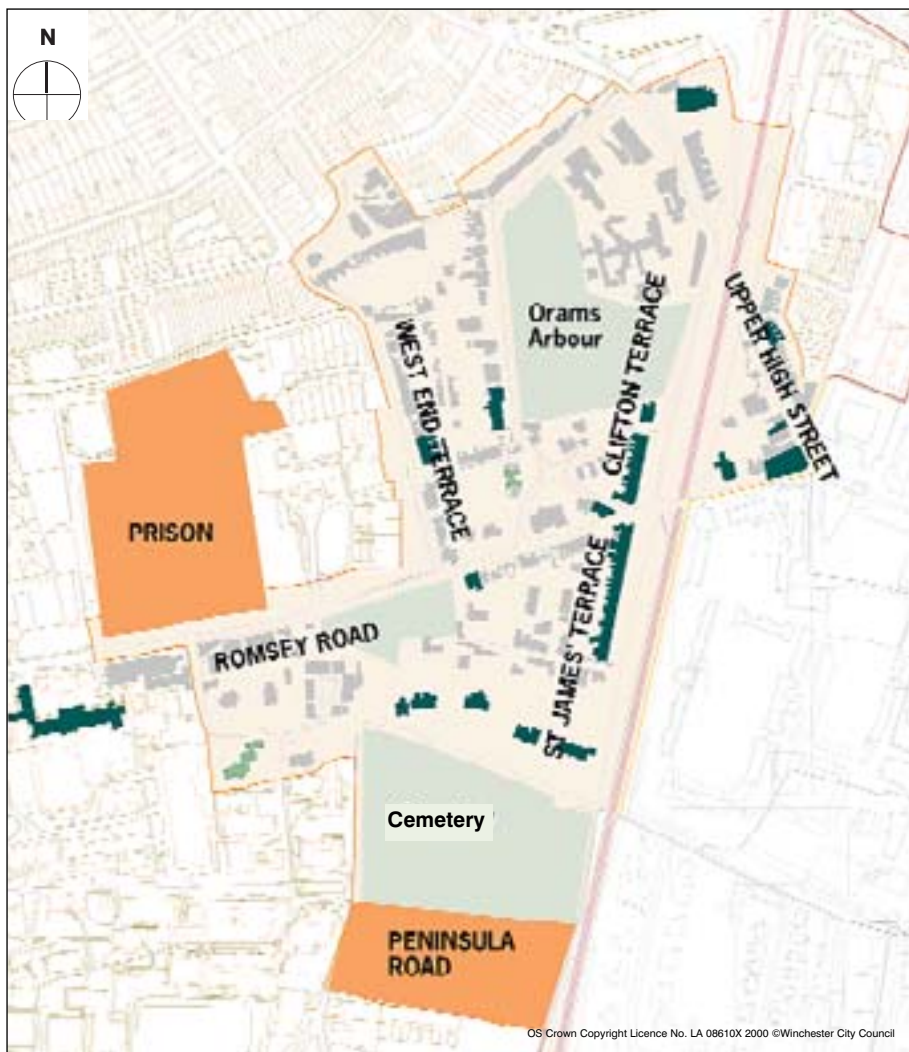 N
Orams
Arbour
WEST END TERRACE
CLIFTON TERRACE
UPPER HIGH STREET
PRISON
ST JAMES' TERRACE
ROMSEY ROAD
Cemetery
PENINSULA
ROAD
OS Crown Copyright Licence No. LA 08610X 2000 ©Winchester City Council